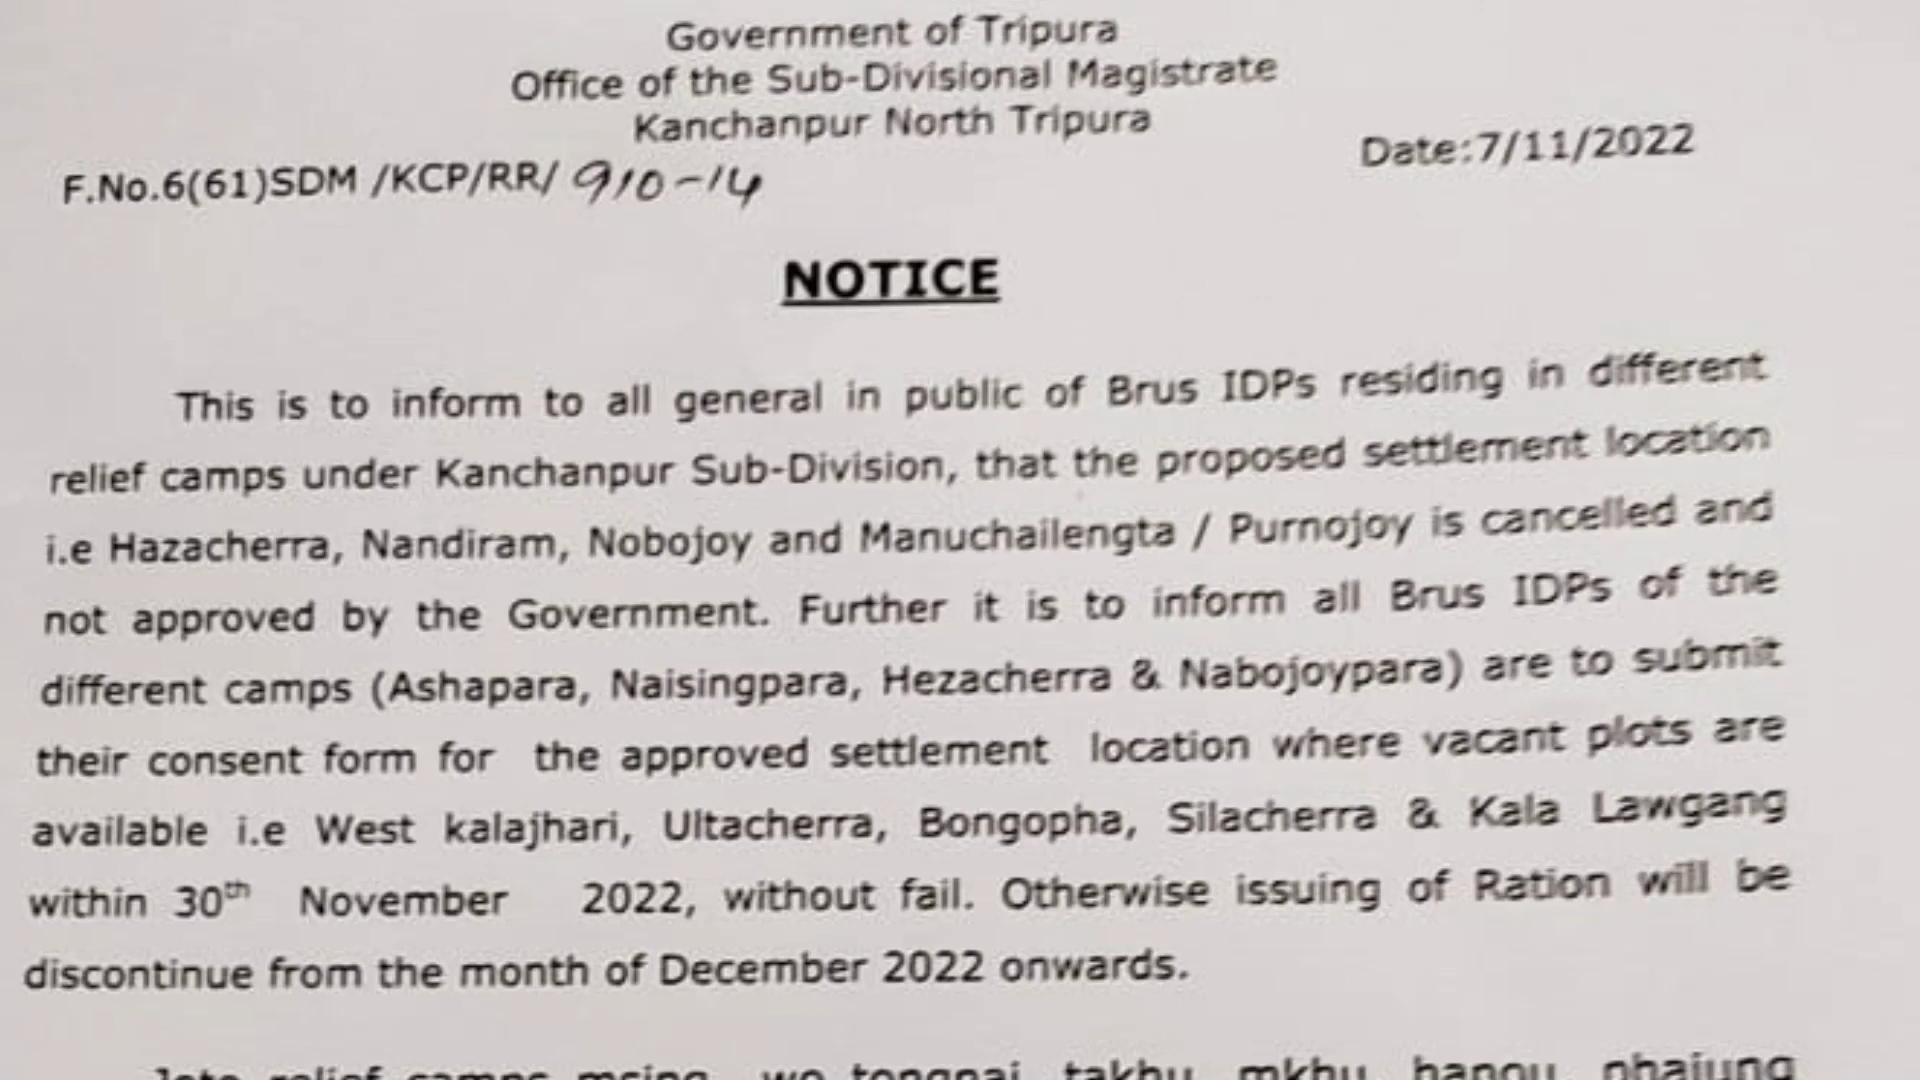 Government of Tripura
Office of the Sub-Divisional Magistrate
Kanchanpur North Tripura
Date:7/11/2022
F.No.6(61)SDM /KCP/RR/ 910-14
NOTICE
This is to inform to all general in public of Brus IDPs residing in different
relief camps under Kanchanpur Sub-Division, that the proposed settlement location
i.e Hazacherra, Nandiram, Nobojoy and Manuchailengta / Purnojoy is cancelled and
not approved by the Government. Further it is to inform all Brus IDPs of the
different camps (Ashapara, Naisingpara, Hezacherra & Nabojoypara) are to submit
their consent form for the approved settlement location where vacant plots are
available i.e West kalajhari, Ultacherra, Bongopha, Silacherra & Kala Lawgang
within 30th November 2022, without fail. Otherwise issuing of Ration will be
discontinue from the month of December 2022 onwards.
relief camps